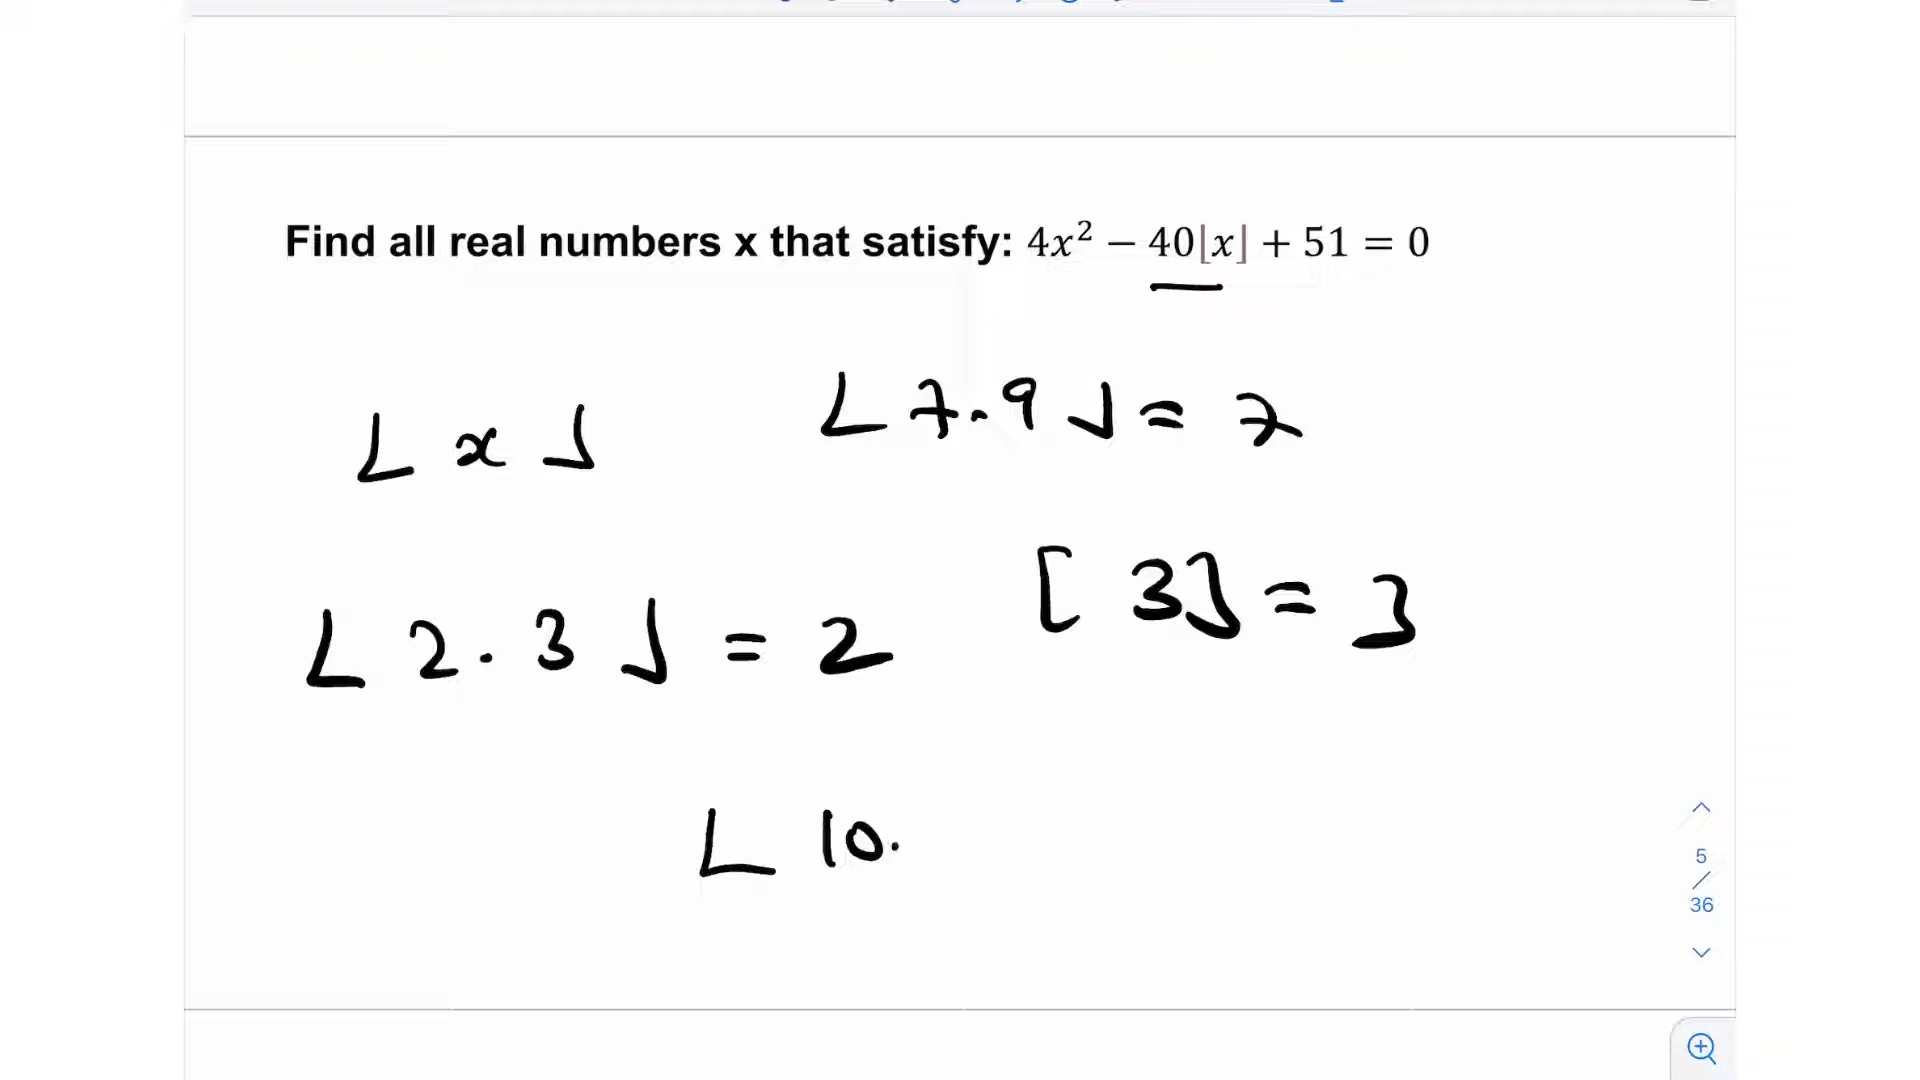 Find all real numbers x that satisfy: 4x² − 40⌊x⌋ + 51 = 0
⌊ x ⌋
⌊ 7.9 ⌋ = 7
⌊ 2.3 ⌋ = 2
[ 3 ⌋ = 3
⌊ 10.
5
/
36